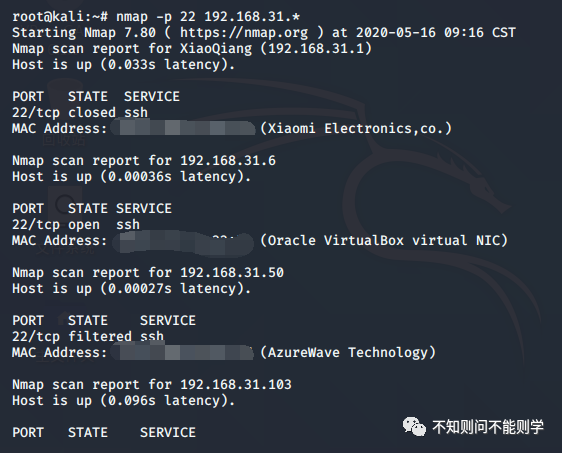 root@kali:~# nmap -p 22 192.168.31.*
Starting Nmap 7.80 ( https://nmap.org ) at 2020-05-16 09:16 CST
Nmap scan report for XiaoQiang (192.168.31.1)
Host is up (0.033s latency).
PORT   STATE  SERVICE
22/tcp closed ssh
MAC Address: (Xiaomi Electronics,co.)
Nmap scan report for 192.168.31.6
Host is up (0.00036s latency).
PORT   STATE SERVICE
22/tcp open  ssh
MAC Address: (Oracle VirtualBox virtual NIC)
Nmap scan report for 192.168.31.50
Host is up (0.00027s latency).
PORT   STATE    SERVICE
22/tcp filtered ssh
MAC Address: (AzureWave Technology)
Nmap scan report for 192.168.31.103
Host is up (0.096s latency).
PORT   STATE    SERVICE
不知则问不能则学